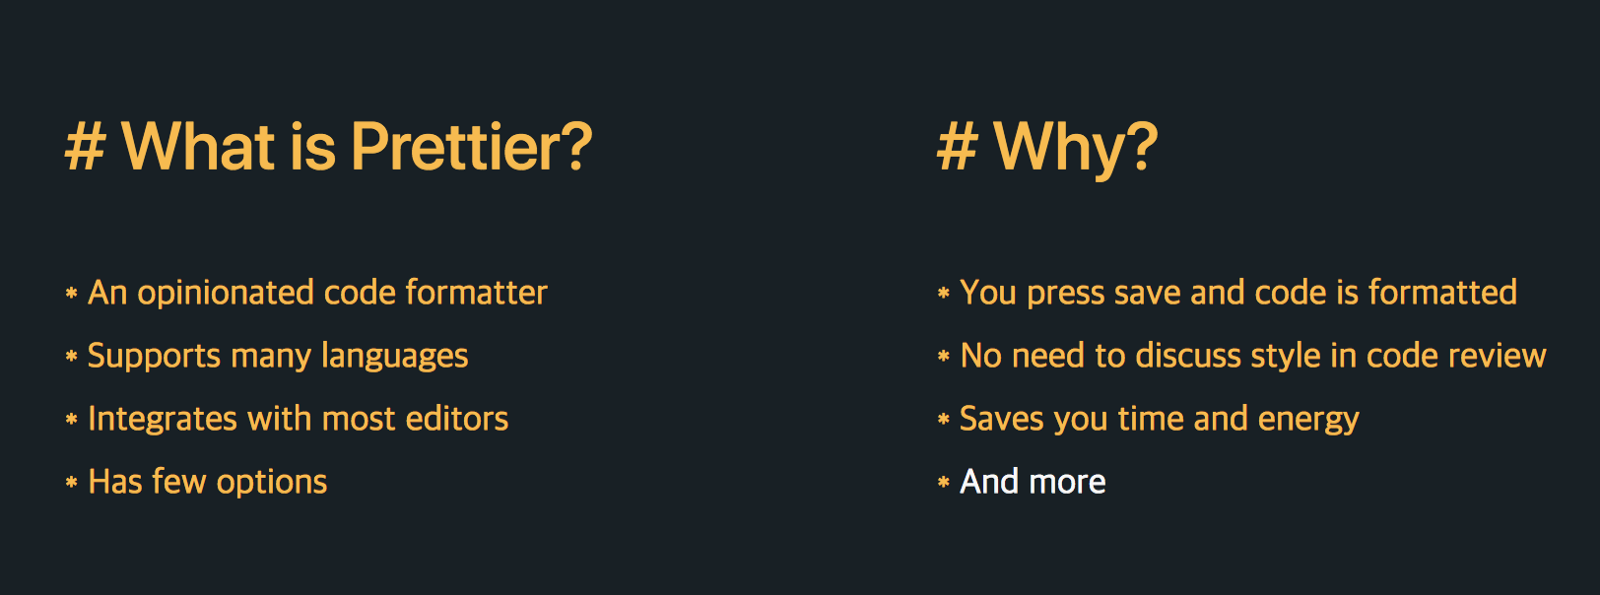 # What is Prettier?
* An opinionated code formatter
* Supports many languages
* Integrates with most editors
* Has few options
# Why?
* You press save and code is formatted
* No need to discuss style in code review
* Saves you time and energy
* And more